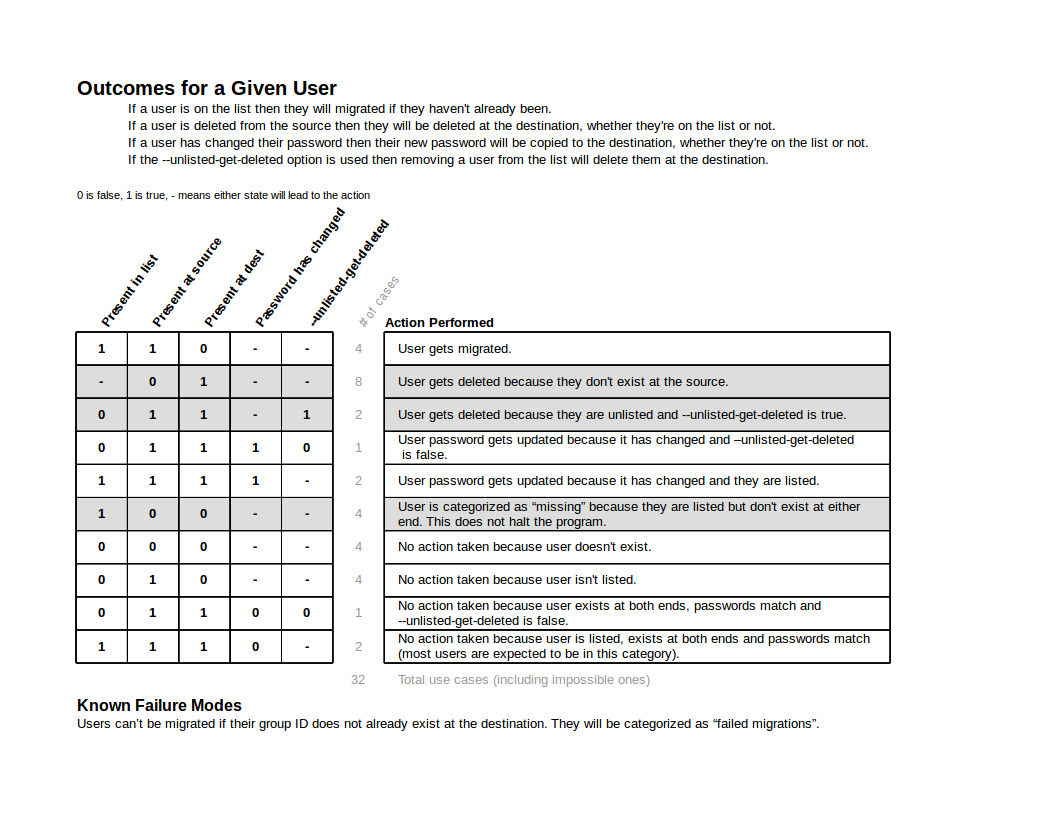 Outcomes for a Given User
If a user is on the list then they will migrated if they haven't already been.
If a user is deleted from the source then they will be deleted at the destination, whether they're on the list or not.
If a user has changed their password then their new password will be copied to the destination, whether they're on the list or not.
If the --unlisted-get-deleted option is used then removing a user from the list will delete them at the destination.
0 is false, 1 is true, - means either state will lead to the action
Present in list
Present at source
Present at dest
Password has changed
--unlisted-get-deleted
# of cases
Action Performed
1 1 0 - - 4 User gets migrated.
- 0 1 - - 8 User gets deleted because they don't exist at the source.
0 1 1 - 1 2 User gets deleted because they are unlisted and --unlisted-get-deleted is true.
0 1 1 1 0 1 User password gets updated because it has changed and –unlisted-get-deleted
is false.
1 1 1 1 - 2 User password gets updated because it has changed and they are listed.
1 0 0 - - 4 User is categorized as “missing” because they are listed but don't exist at either
end. This does not halt the program.
0 0 0 - - 4 No action taken because user doesn't exist.
0 1 0 - - 4 No action taken because user isn't listed.
0 1 1 0 0 1 No action taken because user exists at both ends, passwords match and
--unlisted-get-deleted is false.
1 1 1 0 - 2 No action taken because user is listed, exists at both ends and passwords match
(most users are expected to be in this category).
32 Total use cases (including impossible ones)
Known Failure Modes
Users can’t be migrated if their group ID does not already exist at the destination. They will be categorized as “failed migrations”.